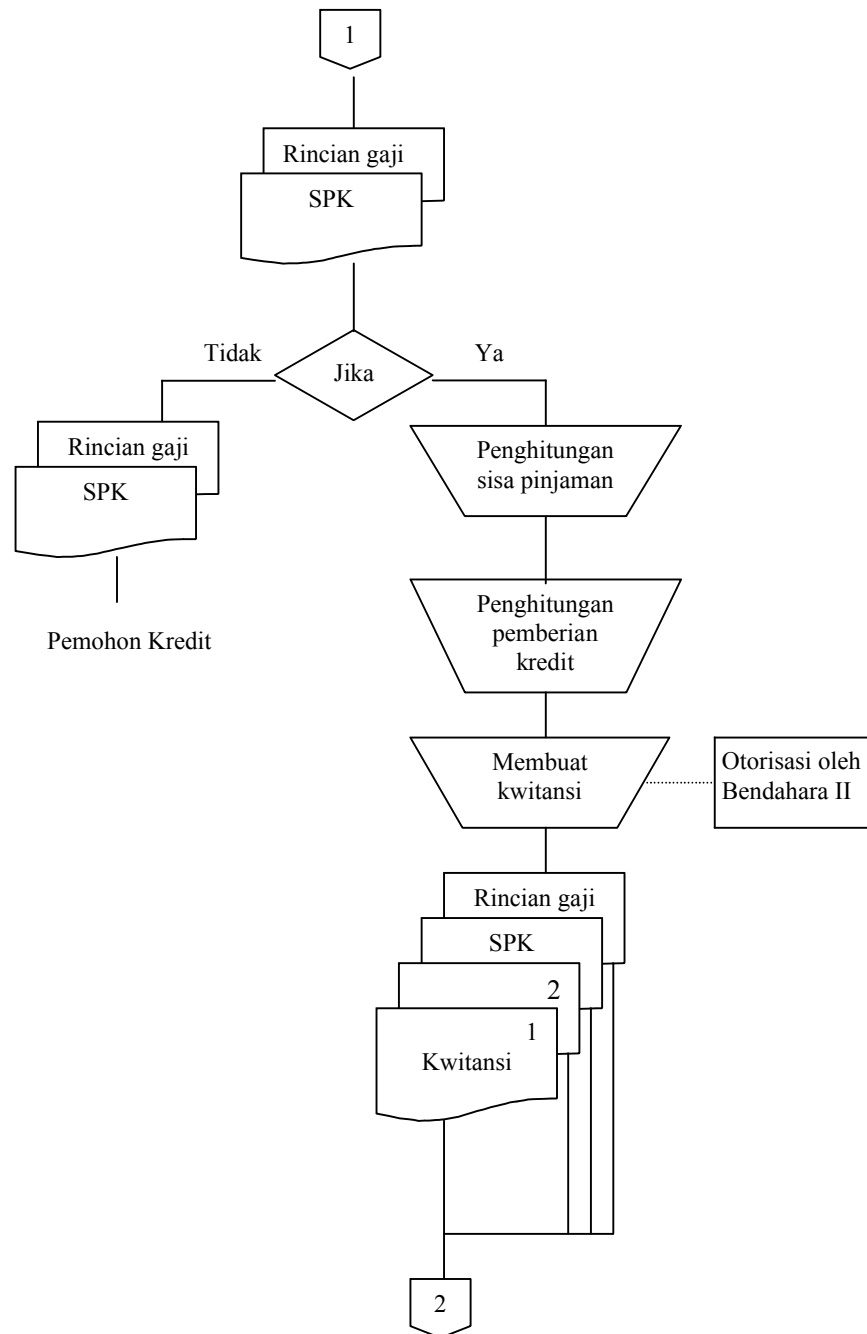 1
Rincian gaji
SPK
Tidak
Ya
Jika
Rincian gaji
SPK
Pemohon Kredit
Penghitungan
sisa pinjaman
Penghitungan
pemberian
kredit
Membuat
kwitansi
Otorisasi oleh
Bendahara II
Rincian gaji
SPK
2
1
Kwitansi
2